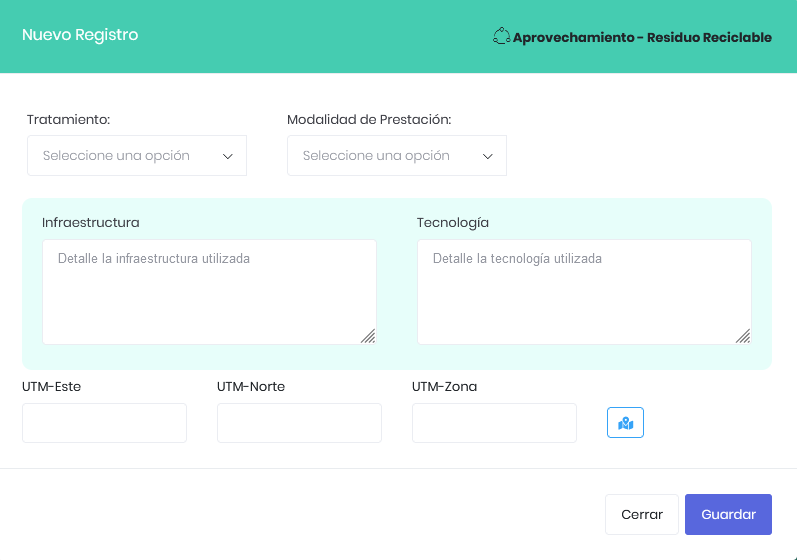 Nuevo Registro
Aprovechamiento - Residuo Reciclable
Tratamiento:
Modalidad de Prestación:
Seleccione una opción
Seleccione una opción
Infraestructura
Tecnología
Detalle la infraestructura utilizada
Detalle la tecnología utilizada
UTM-Este
UTM-Norte
UTM-Zona
Cerrar
Guardar